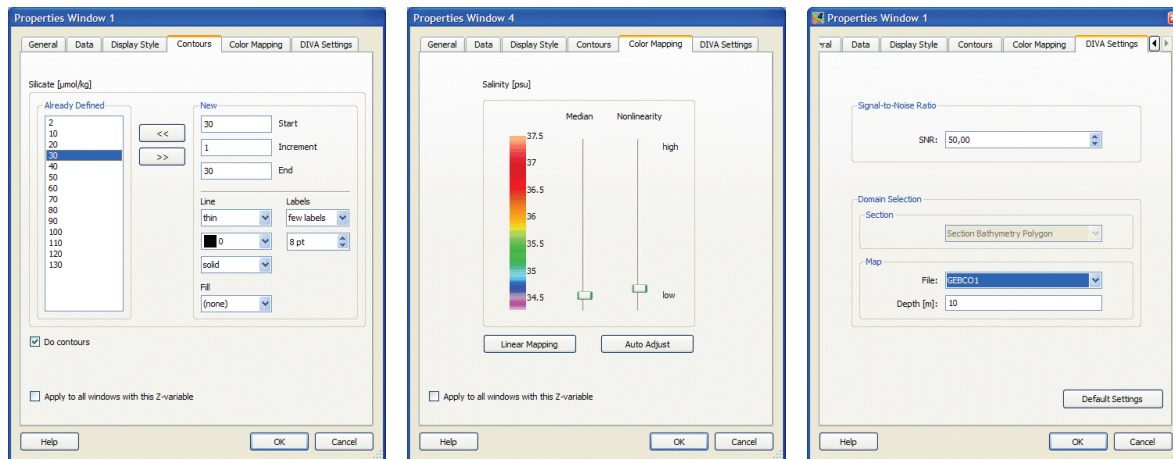 Properties Window 1
General Data Display Style Contours Color Mapping DIVA Settings
Silicate [µmol/kg]
Already Defined
2
10
20
30
40
50
60
70
80
90
100
110
120
130
<<
>>
New
30 Start
1 Increment
30 End
Line Labels
thin few labels
0 8 pt
solid
Fill
(none)
Do contours
Apply to all windows with this Z-variable
Help OK Cancel
Properties Window 4
General Data Display Style Contours Color Mapping DIVA Settings
Salinity [psu]
Median Nonlinearity
37.5
high
37
36.5
36
35.5
35
34.5
low
Linear Mapping Auto Adjust
Apply to all windows with this Z-variable
Help OK Cancel
4 Properties Window 1
ral Data Display Style Contours Color Mapping DIVA Settings
Signal-to-Noise Ratio
SNR: 50,00
Domain Selection
Section
Section Bathymetry Polygon
Map
File: GEBCO1
Depth [m]: 10
Default Settings
Help OK Cancel